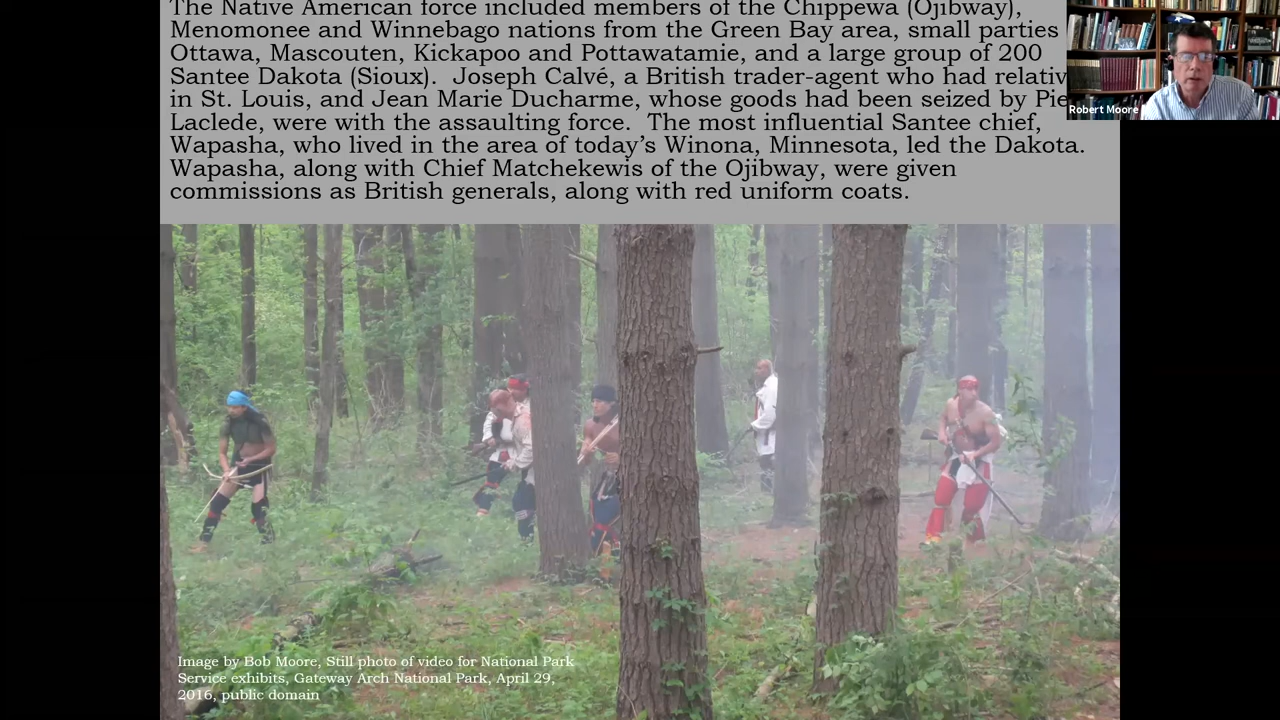 The Native American force included members of the Chippewa (Ojibway),
Menomonee and Winnebago nations from the Green Bay area, small parties
Ottawa, Mascouten, Kickapoo and Pottawatamie, and a large group of 200
Santee Dakota (Sioux).  Joseph Calvé, a British trader-agent who had relativ
in St. Louis, and Jean Marie Ducharme, whose goods had been seized by Pie
Laclede, were with the assaulting force.  The most influential Santee chief,
Wapasha, who lived in the area of today’s Winona, Minnesota, led the Dakota.
Wapasha, along with Chief Matchekewis of the Ojibway, were given
commissions as British generals, along with red uniform coats.
Robert Moore
Image by Bob Moore, Still photo of video for National Park
Service exhibits, Gateway Arch National Park, April 29,
2016, public domain